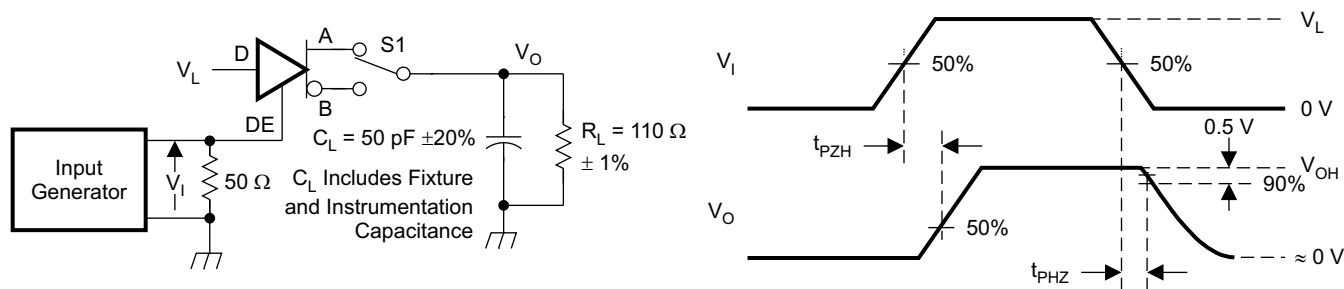 D
V_L
A
S1
V_O
B
DE
C_L = 50 pF ±20%
R_L = 110 Ω
± 1%
Input
Generator
V_I
50 Ω
C_L Includes Fixture
and Instrumentation
Capacitance
V_I
50%
50%
V_L
0 V
t_PZH
0.5 V
V_OH
90%
V_O
50%
≈ 0 V
t_PHZ